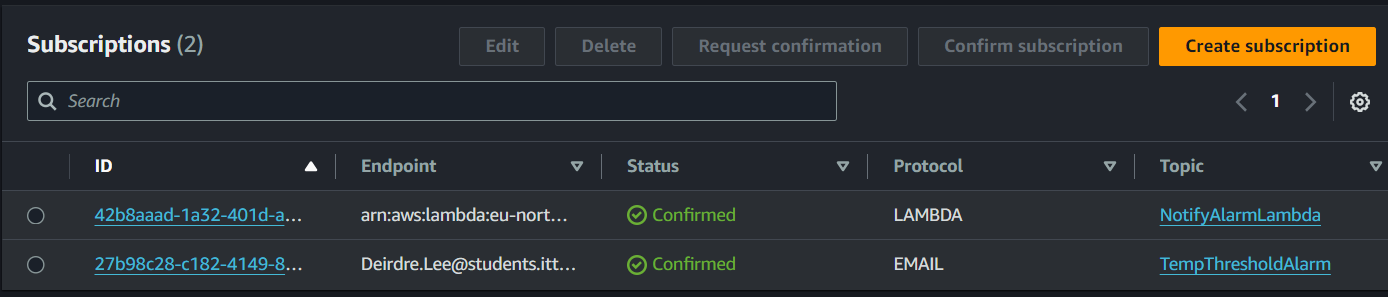 Subscriptions (2)
Edit
Delete
Request confirmation
Confirm subscription
Create subscription
Search
1
ID
Endpoint
Status
Protocol
Topic
42b8aaad-1a32-401d-a...
arn:aws:lambda:eu-nort...
Confirmed
LAMBDA
NotifyAlarmLambda
27b98c28-c182-4149-8...
Deirdre.Lee@students.itt...
Confirmed
EMAIL
TempThresholdAlarm